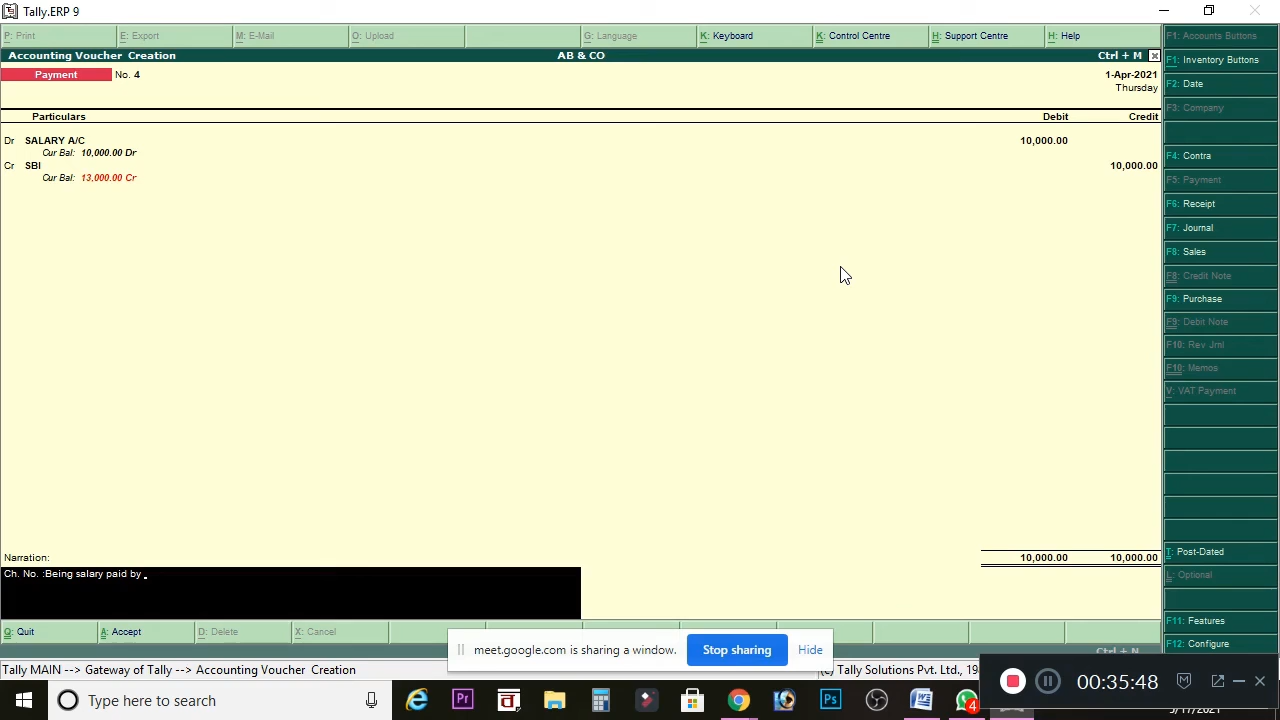 Tally.ERP 9
P: Print
E: Export
M: E-Mail
O: Upload
G: Language
K: Keyboard
K: Control Centre
H: Support Centre
H: Help
F1: Accounts Buttons
Accounting Voucher Creation
AB & CO
Ctrl + M
F1: Inventory Buttons
Payment No. 4
1-Apr-2021
Thursday
F2: Date
F3: Company
Particulars
Debit
Credit
Dr SALARY A/C
10,000.00
Cur Bal: 10,000.00 Dr
Cr SBI
10,000.00
Cur Bal: 13,000.00 Cr
F4: Contra
F5: Payment
F6: Receipt
F7: Journal
F8: Sales
F8: Credit Note
F9: Purchase
F9: Debit Note
F10: Rev Jrnl
F10: Memos
V: VAT Payment
T: Post-Dated
L: Optional
F11: Features
F12: Configure
Narration:
10,000.00 10,000.00
Ch. No. :Being salary paid by
Q: Quit
A: Accept
D: Delete
X: Cancel
meet.google.com is sharing a window.
Stop sharing
Hide
Ctrl + N
Tally MAIN --> Gateway of Tally --> Accounting Voucher Creation
Tally Solutions Pvt. Ltd., 19
00:35:48
Type here to search
Pr
Ps
4